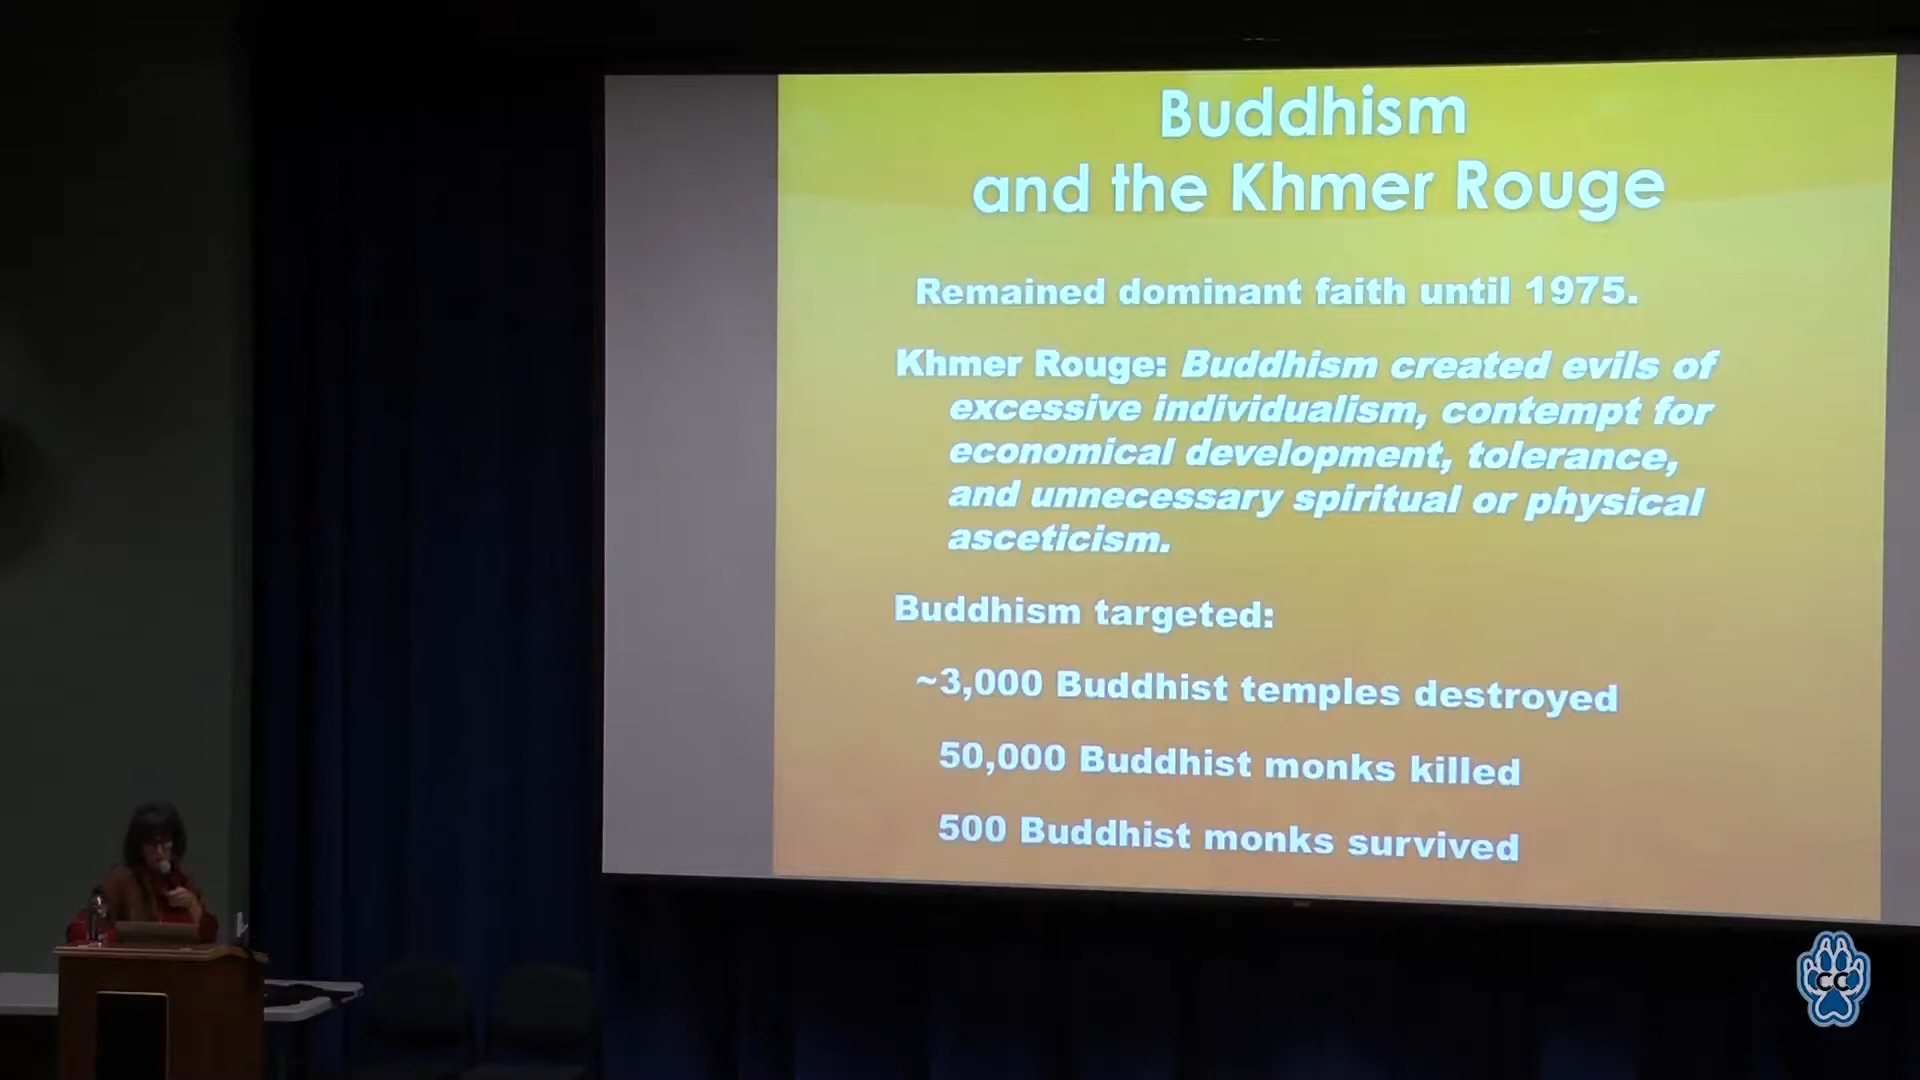 Buddhism
and the Khmer Rouge
Remained dominant faith until 1975.
Khmer Rouge: Buddhism created evils of
excessive individualism, contempt for
economical development, tolerance,
and unnecessary spiritual or physical
asceticism.
Buddhism targeted:
~3,000 Buddhist temples destroyed
50,000 Buddhist monks killed
500 Buddhist monks survived
CC